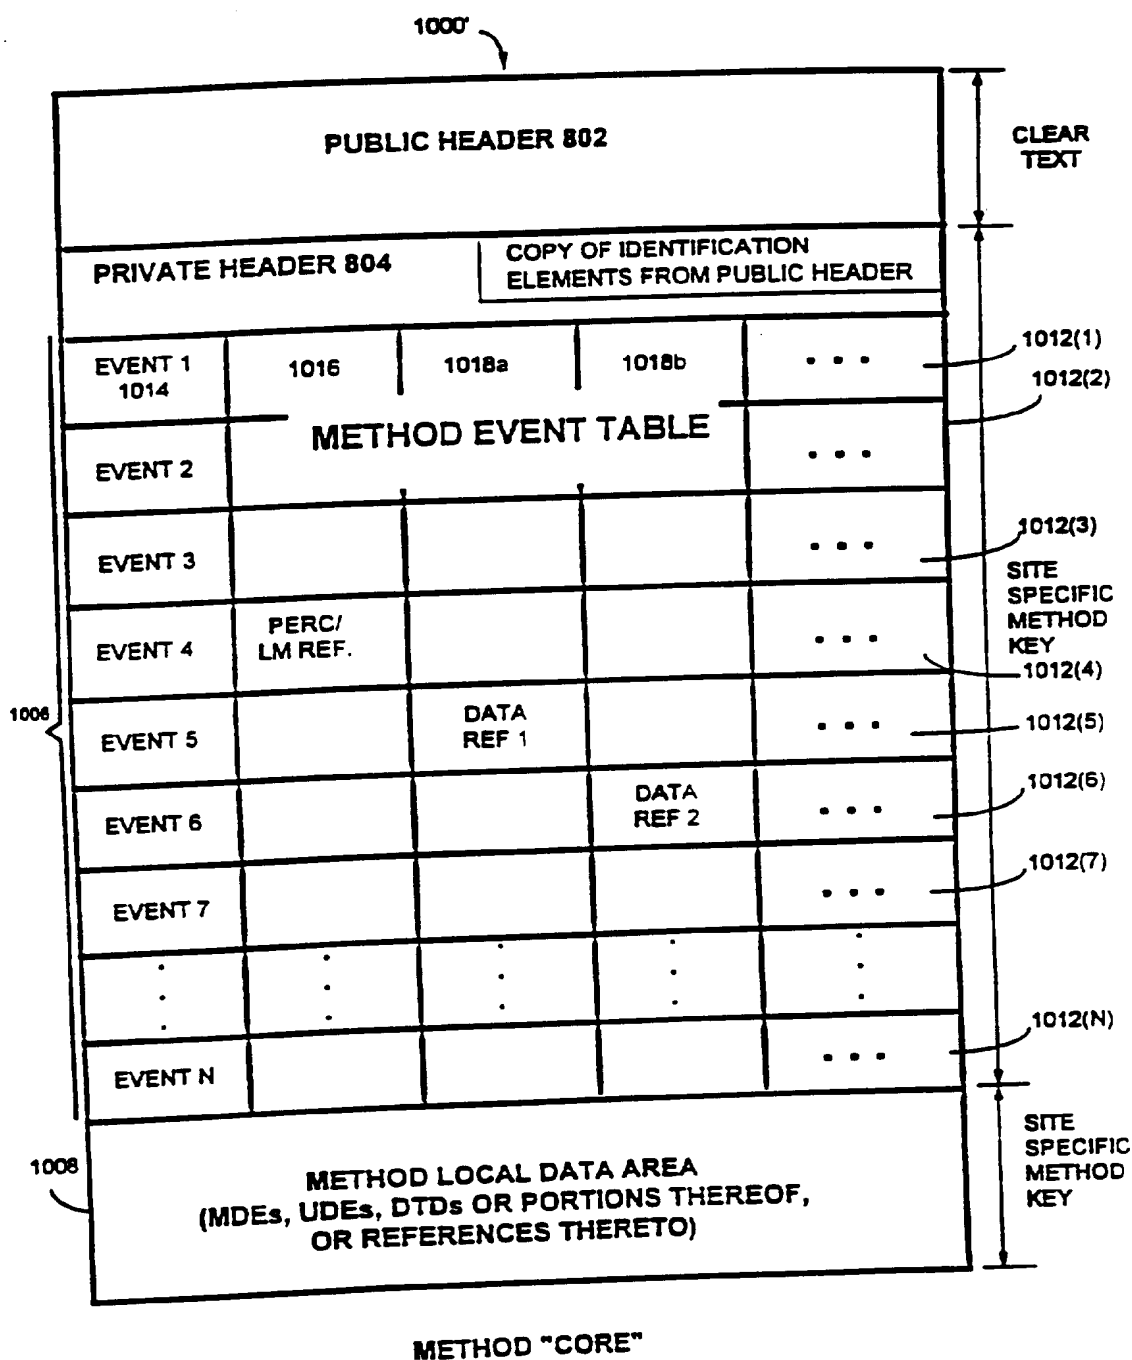 1000'
PUBLIC HEADER 802
CLEAR
TEXT
PRIVATE HEADER 804
COPY OF IDENTIFICATION
ELEMENTS FROM PUBLIC HEADER
EVENT 1
1014
1016
1018a
1018b
• • •
1012(1)
1012(2)
METHOD EVENT TABLE
EVENT 2
• • •
EVENT 3
• • •
1012(3)
SITE
SPECIFIC
METHOD
KEY
EVENT 4
PERC/
LM REF.
• • •
1012(4)
1006
EVENT 5
DATA
REF 1
• • •
1012(5)
EVENT 6
DATA
REF 2
• • •
1012(6)
EVENT 7
• • •
1012(7)
EVENT N
• • •
1012(N)
1008
METHOD LOCAL DATA AREA
(MDEs, UDEs, DTDs OR PORTIONS THEREOF,
OR REFERENCES THERETO)
SITE
SPECIFIC
METHOD
KEY
METHOD "CORE"